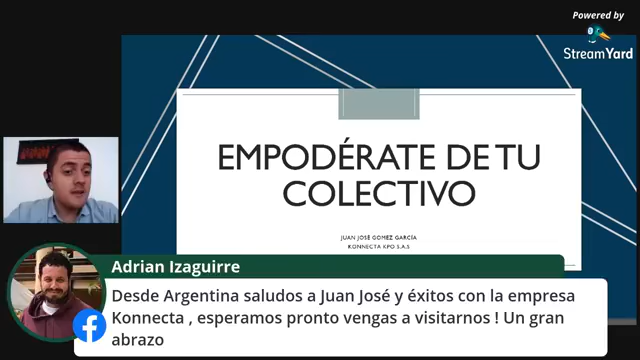 Powered by
StreamYard
EMPODÉRATE DE TU
COLECTIVO
JUAN JOSÉ GOMEZ GARCÍA
KONNECTA KPO S.A.S
Adrian Izaguirre
Desde Argentina saludos a Juan José y éxitos con la empresa
Konnecta , esperamos pronto vengas a visitarnos ! Un gran
abrazo